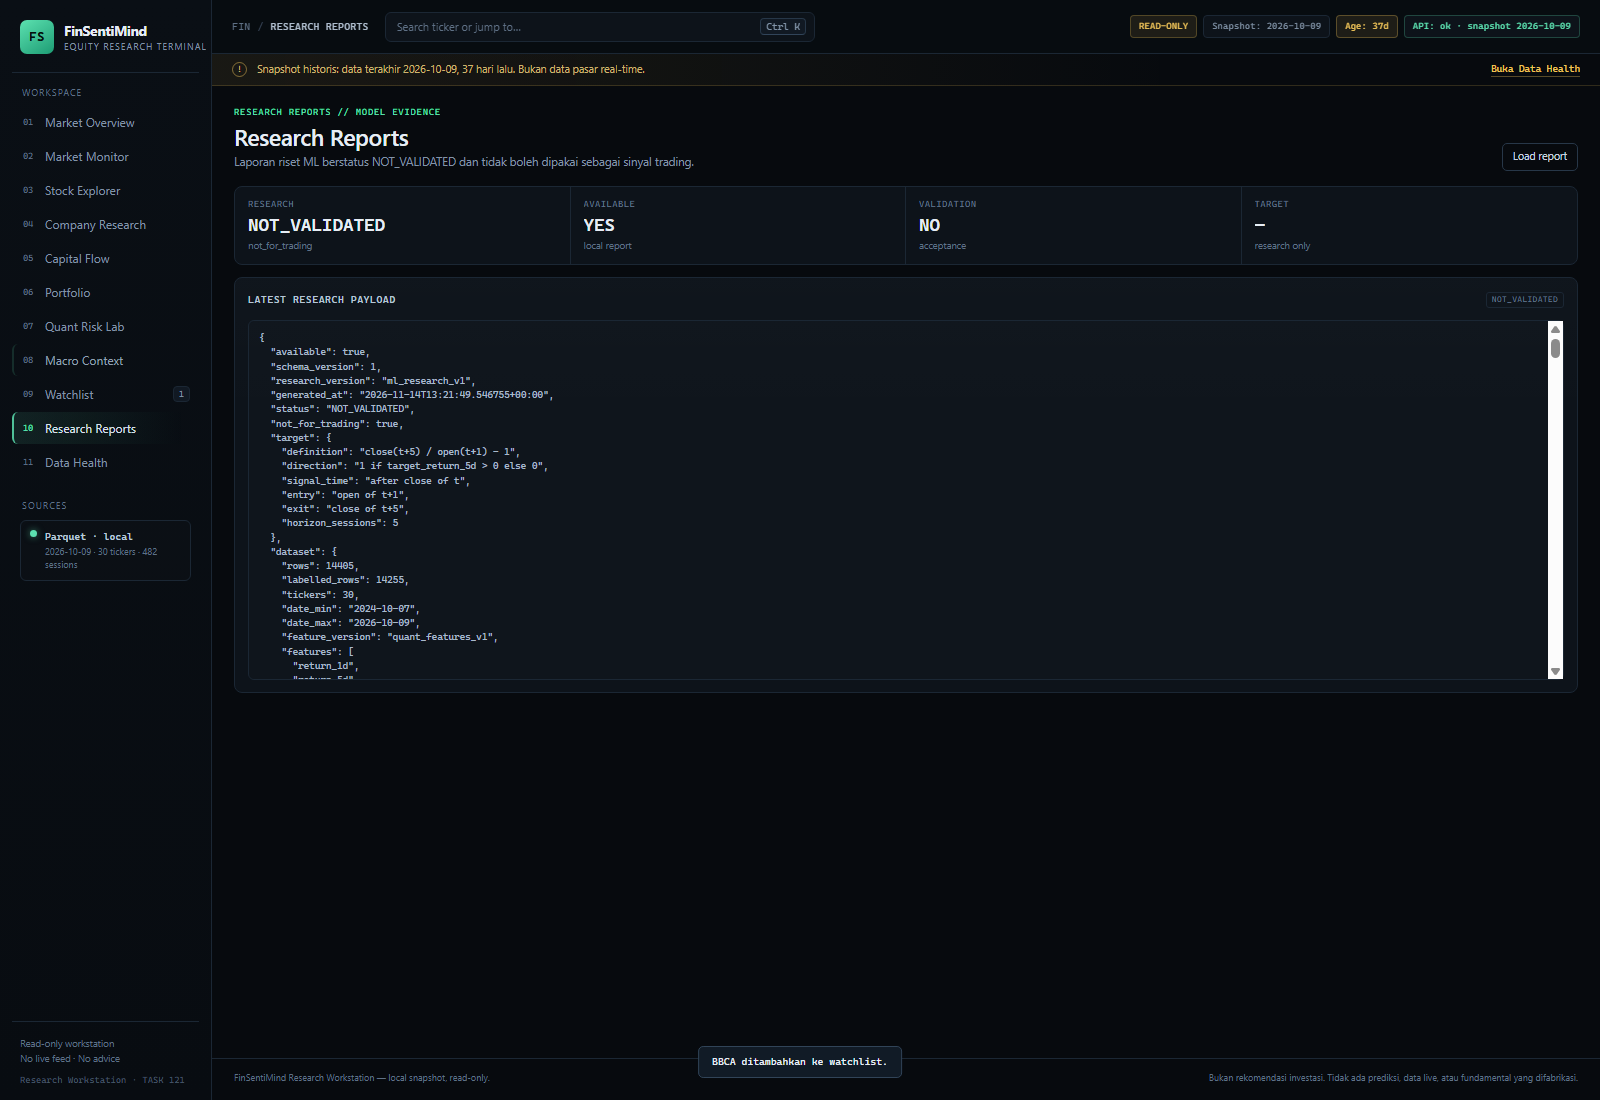 FS
FinSentiMind
EQUITY RESEARCH TERMINAL
WORKSPACE
01 Market Overview
02 Market Monitor
03 Stock Explorer
04 Company Research
05 Capital Flow
06 Portfolio
07 Quant Risk Lab
08 Macro Context
09 Watchlist 1
10 Research Reports
11 Data Health
SOURCES
Parquet · local
2026-10-09 · 30 tickers · 482
sessions
Read-only workstation
No live feed · No advice
Research Workstation · TASK 121
FIN / RESEARCH REPORTS
Search ticker or jump to...
Ctrl K
READ-ONLY
Snapshot: 2026-10-09
Age: 37d
API: ok · snapshot 2026-10-09
! Snapshot historis: data terakhir 2026-10-09, 37 hari lalu. Bukan data pasar real-time.
Buka Data Health
RESEARCH REPORTS // MODEL EVIDENCE
Research Reports
Laporan riset ML berstatus NOT_VALIDATED dan tidak boleh dipakai sebagai sinyal trading.
Load report
RESEARCH
NOT_VALIDATED
not_for_trading
AVAILABLE
YES
local report
VALIDATION
NO
acceptance
TARGET
—
research only
LATEST RESEARCH PAYLOAD
NOT_VALIDATED
{
"available": true,
"schema_version": 1,
"research_version": "ml_research_v1",
"generated_at": "2026-11-14T13:21:49.546755+00:00",
"status": "NOT_VALIDATED",
"not_for_trading": true,
"target": {
"definition": "close(t+5) / open(t+1) - 1",
"direction": "1 if target_return_5d > 0 else 0",
"signal_time": "after close of t",
"entry": "open of t+1",
"exit": "close of t+5",
"horizon_sessions": 5
},
"dataset": {
"rows": 14405,
"labelled_rows": 14255,
"tickers": 30,
"date_min": "2024-10-07",
"date_max": "2026-10-09",
"feature_version": "quant_features_v1",
"features": [
"return_1d",
"return_5d"
BBCA ditambahkan ke watchlist.
FinSentiMind Research Workstation — local snapshot, read-only.
Bukan rekomendasi investasi. Tidak ada prediksi, data live, atau fundamental yang difabrikasi.